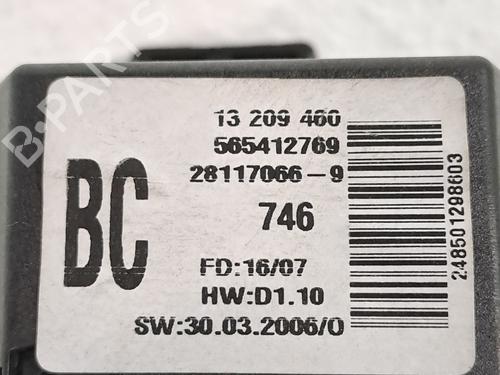 13 209 460
565412769
28117066-9
BC
746
FD:16/07
HW:D1.10
SW:30.03.2006/0
248501298603
B-PARTS